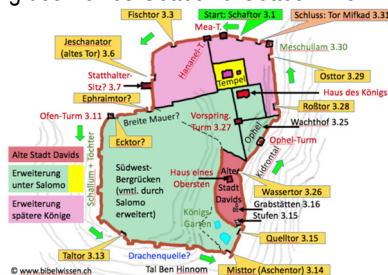 Fischtor 3.3
Start: Schaftor 3.1
Schluss: Tor Mifkad 3.31
Mea-T.
Jeschanator
(altes Tor) 3.6
Hananel-T.
Meschullam 3.30
Statthalter-
Sitz? 3.7
Tempel
Osttor 3.29
Ephraimtor?
Haus des Königs
Ofen-Turm 3.11
Breite Mauer?
Roßtor 3.28
Vorspring.
Turm 3.27
Ophel
Wachthof 3.25
Ecktor?
Ophel-Turm
Alte Stadt Davids
Kidrontal
Erweiterung
unter Salomo
Schallum + Töchter
Südwest-
Bergrücken
(vmtl. durch
Salomo
erweitert)
Haus eines
Obersten
Alte
Stadt
Davids
Wassertor 3.26
Erweiterung
spätere Könige
Grabstätten 3.16
Stufen 3.15
Königs
Garten
Quelltor 3.15
Taltor 3.13
Drachenquelle?
Tal Ben Hinnom
Misttor (Aschentor) 3.14
© www.bibelwissen.ch